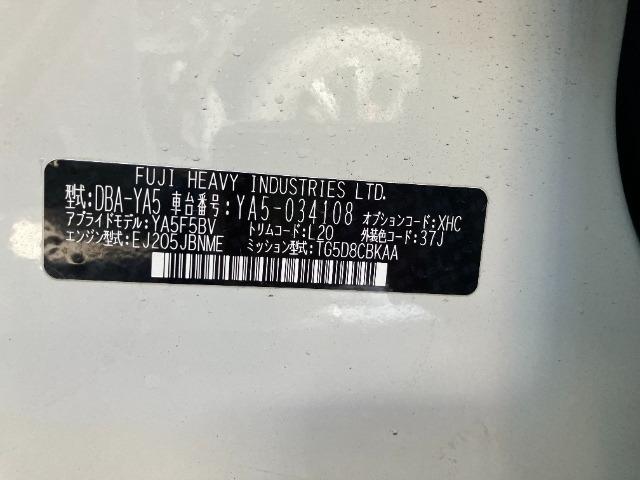 FUJI HEAVY INDUSTRIES LTD.
型式:DBA-YA5 車台番号:YA5-034108 オプションコード:XHC
アプライドモデル:YA5F5BV トリムコード:L20 外装色コード:37J
エンジン型式:EJ205JBNME ミッション型式:TG5D8CBKAA